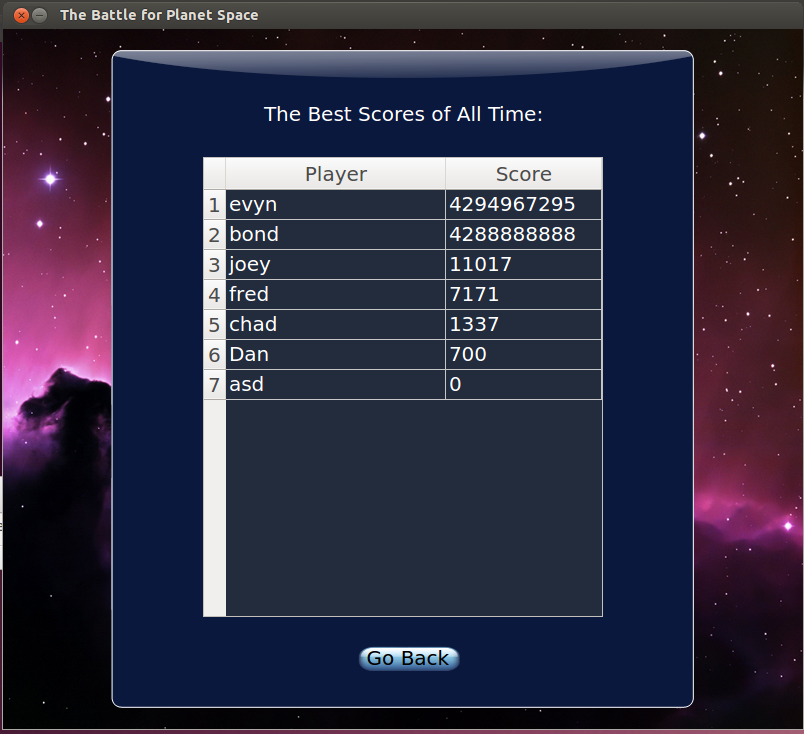 The Battle for Planet Space
The Best Scores of All Time:
Player Score
1 evyn 4294967295
2 bond 4288888888
3 joey 11017
4 fred 7171
5 chad 1337
6 Dan 700
7 asd 0
Go Back